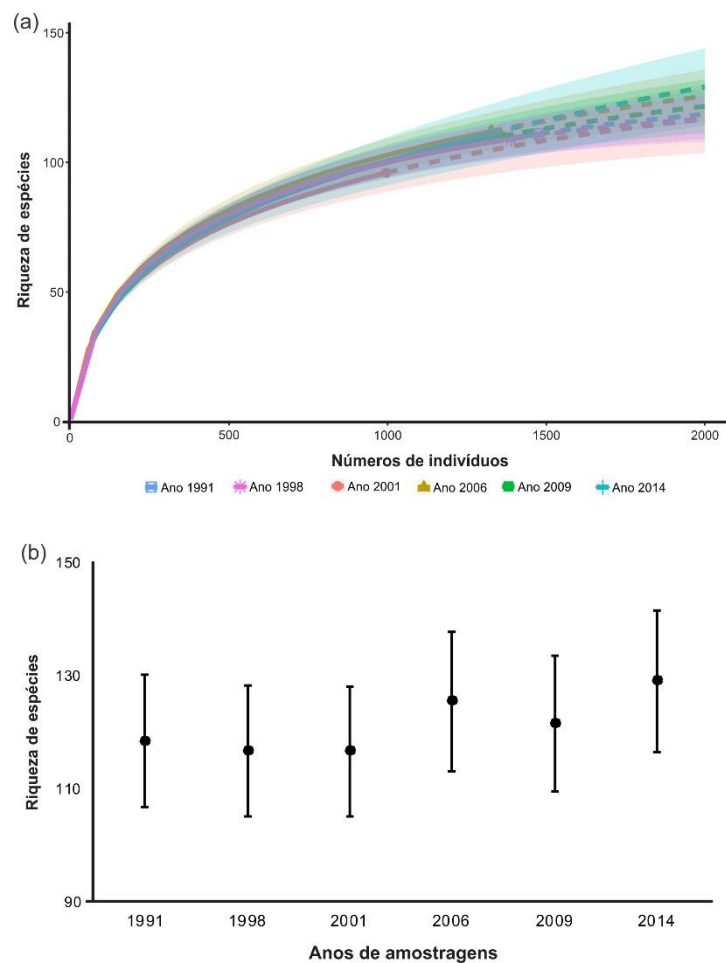 (a)
150
100
50
0
Riqueza de espécies
0 500 1000 1500 2000
Números de indivíduos
Ano 1991 Ano 1998 Ano 2001 Ano 2006 Ano 2009 Ano 2014
(b)
150
130
110
90
Riqueza de espécies
1991 1998 2001 2006 2009 2014
Anos de amostragens